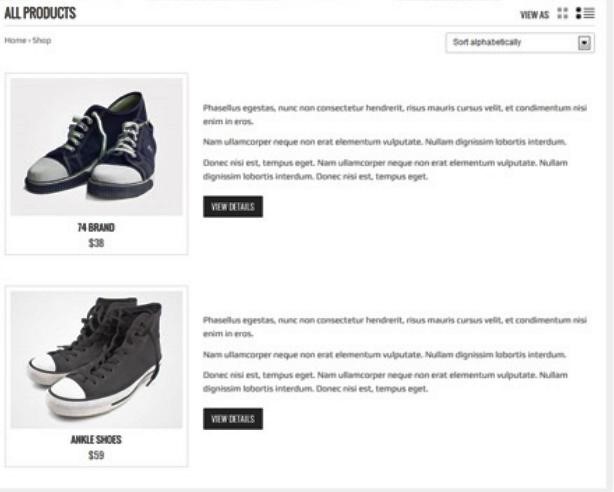 ALL PRODUCTS
VIEW AS
Home › Shop
Sort alphabetically
Phasellus egestas, nunc non consectetur hendrerit, risus mauris cursus velit, et condimentum nisi
enim in eros.
Nam ullamcorper neque non erat elementum vulputate. Nullam dignissim lobortis interdum.
Donec nisi est, tempus eget. Nam ullamcorper neque non erat elementum vulputate. Nullam
dignissim lobortis interdum. Donec nisi est, tempus eget.
VIEW DETAILS
74 BRAND
$38
Phasellus egestas, nunc non consectetur hendrerit, risus mauris cursus velit, et condimentum nisi
enim in eros.
Nam ullamcorper neque non erat elementum vulputate. Nullam dignissim lobortis interdum.
Donec nisi est, tempus eget. Nam ullamcorper neque non erat elementum vulputate. Nullam
dignissim lobortis interdum. Donec nisi est, tempus eget.
VIEW DETAILS
ANKLE SHOES
$59